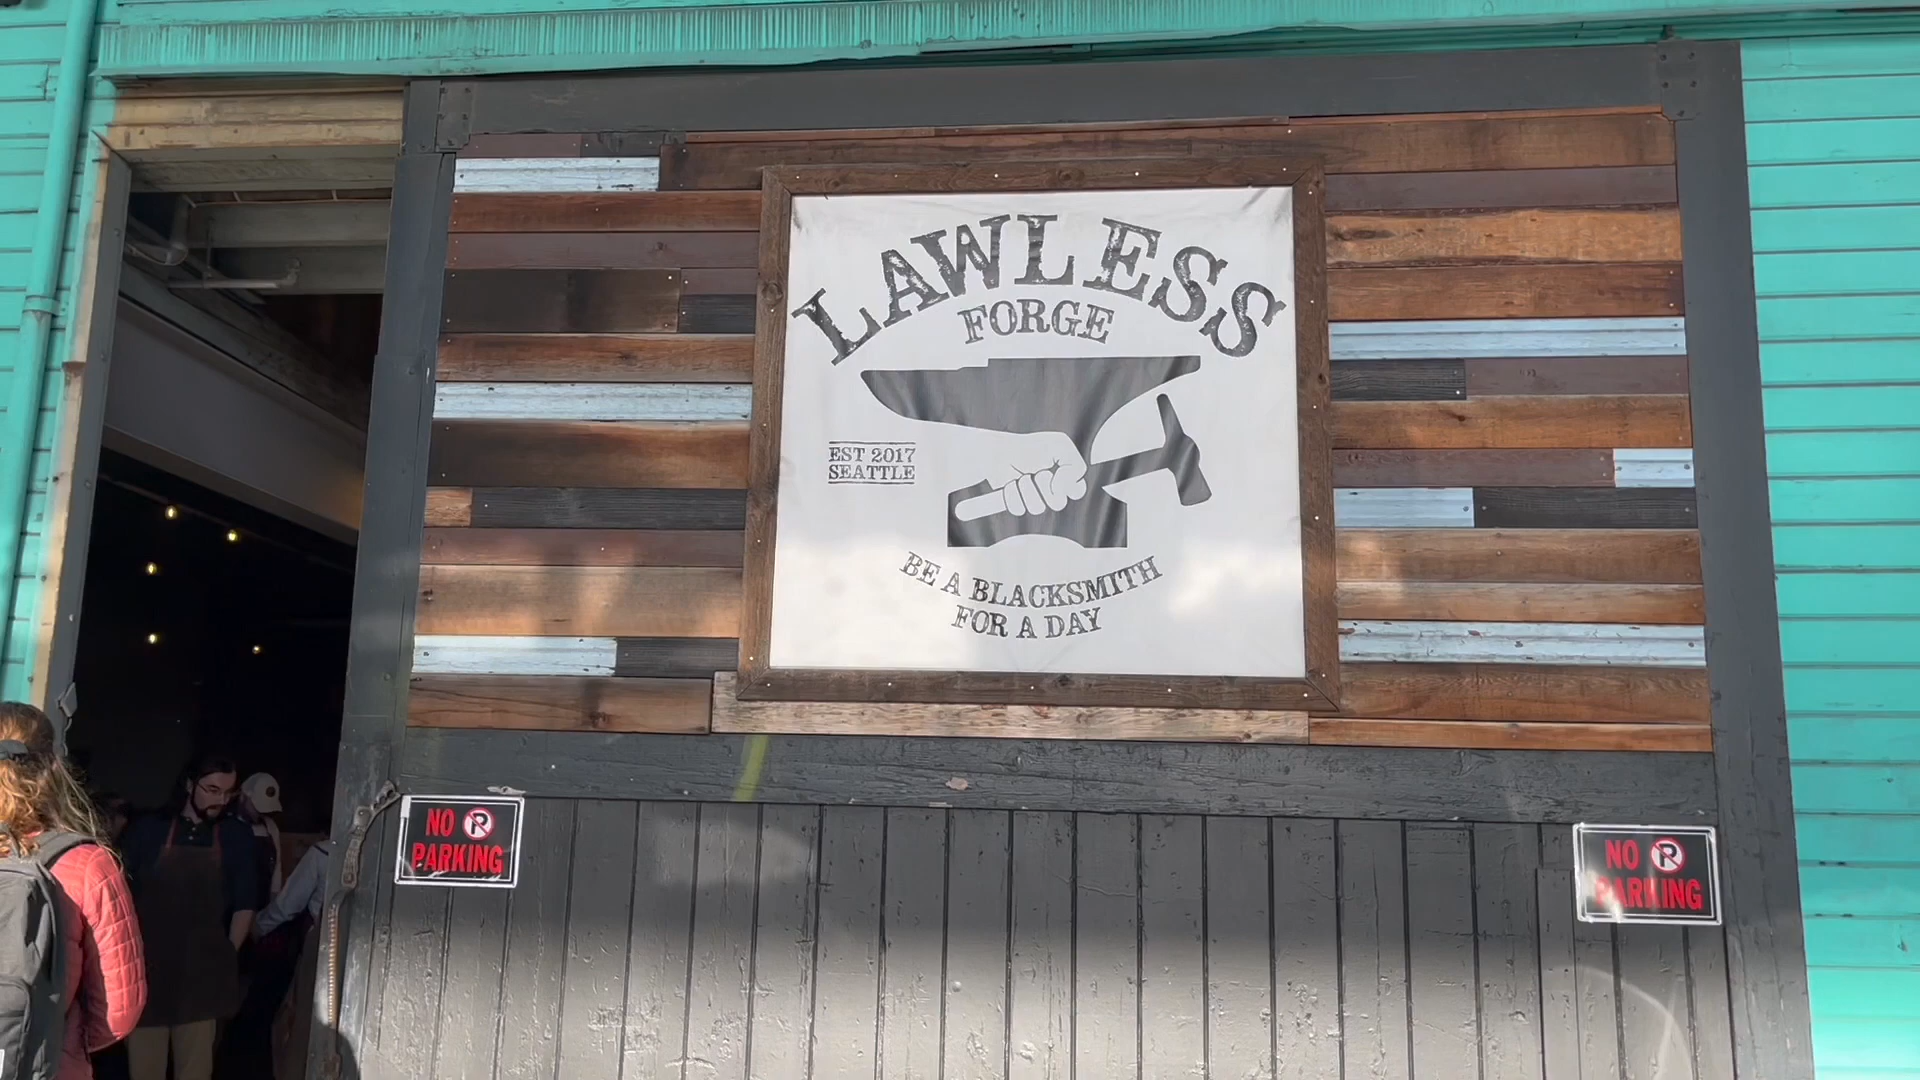 LAWLESS
FORGE
EST 2017
SEATTLE
BE A BLACKSMITH
FOR A DAY
NO P
PARKING
NO P
PARKING